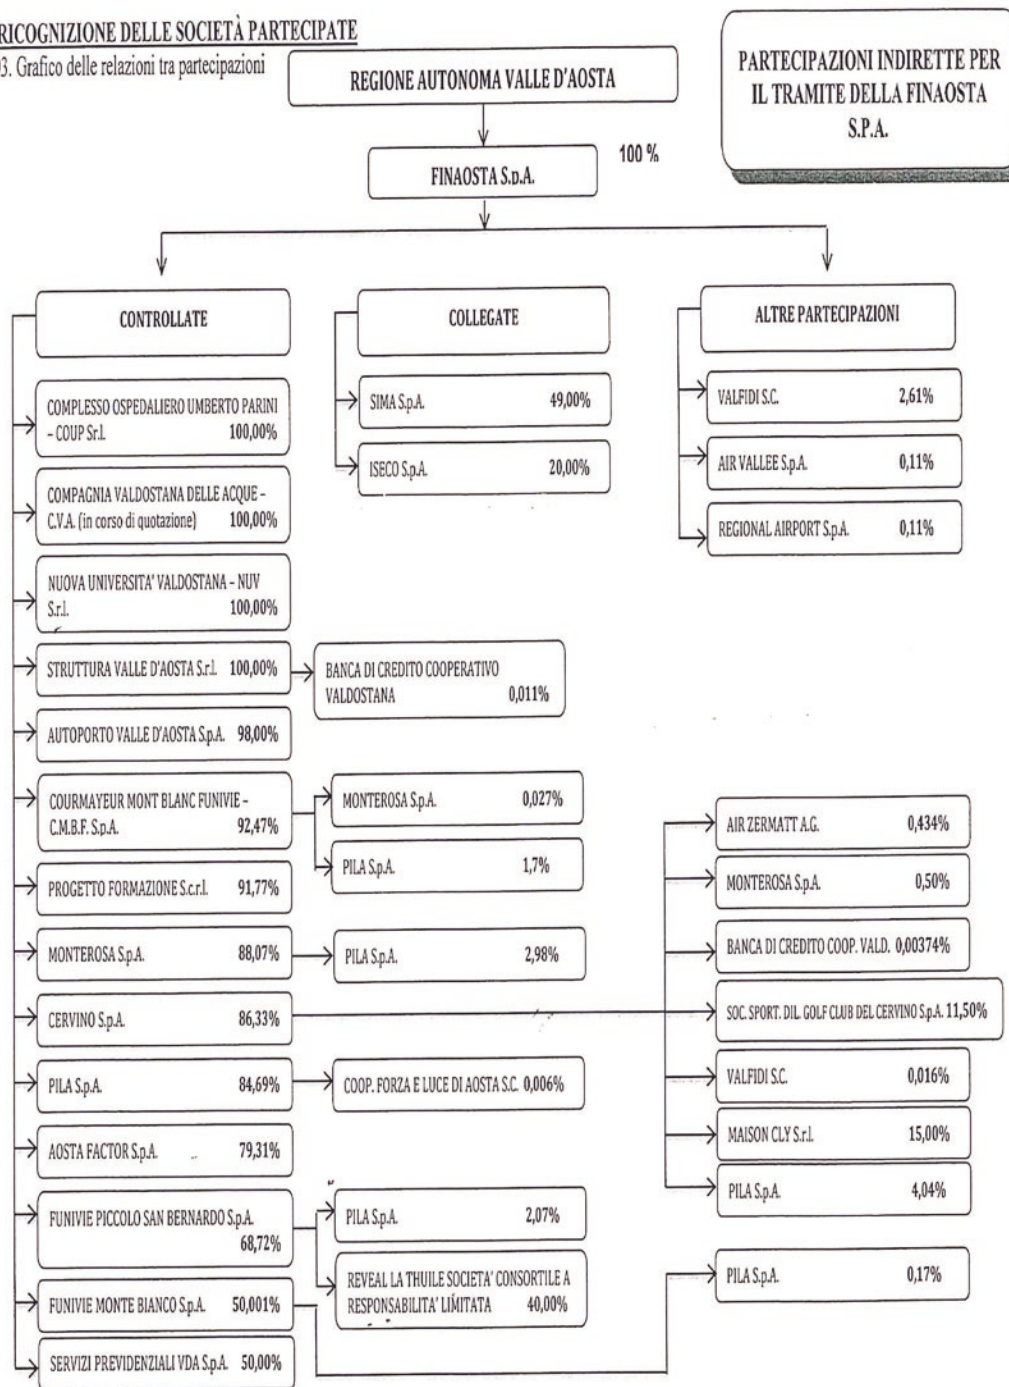 RICOGNIZIONE DELLE SOCIETÀ PARTECIPATE
03. Grafico delle relazioni tra partecipazioni
REGIONE AUTONOMA VALLE D'AOSTA
PARTECIPAZIONI INDIRETTE PER
IL TRAMITE DELLA FINAOSTA
S.P.A.
FINAOSTA S.p.A.
100 %
CONTROLLATE
COMPLESSO OSPEDALIERO UMBERTO PARINI
– COUP Sr.l. 100,00%
COMPAGNIA VALDOSTANA DELLE ACQUE –
C.V.A. (in corso di quotazione) 100,00%
NUOVA UNIVERSITA' VALDOSTANA – NUV
S.r.l. 100,00%
STRUTTURA VALLE D'AOSTA S.r.l. 100,00%
BANCA DI CREDITO COOPERATIVO
VALDOSTANA 0,011%
AUTOPORTO VALLE D'AOSTA S.p.A. 98,00%
COURMAYEUR MONT BLANC FUNIVIE –
C.M.B.F. S.p.A. 92,47%
MONTEROSA S.p.A. 0,027%
PILA S.p.A. 1,7%
PROGETTO FORMAZIONE S.c.r.l. 91,77%
MONTEROSA S.p.A. 88,07%
PILA S.p.A. 2,98%
CERVINO S.p.A. 86,33%
PILA S.p.A. 84,69%
COOP. FORZA E LUCE DI AOSTA S.C. 0,006%
AOSTA FACTOR S.p.A. 79,31%
FUNIVIE PICCOLO SAN BERNARDO S.p.A.
68,72%
PILA S.p.A. 2,07%
REVEAL LA THUILE SOCIETA' CONSORTILE A
RESPONSABILITA' LIMITATA 40,00%
FUNIVIE MONTE BIANCO S.p.A. 50,001%
SERVIZI PREVIDENZIALI VDA S.p.A. 50,00%
COLLEGATE
SIMA S.p.A. 49,00%
ISECO S.p.A. 20,00%
ALTRE PARTECIPAZIONI
VALFIDI S.C. 2,61%
AIR VALLEE S.p.A. 0,11%
REGIONAL AIRPORT S.p.A. 0,11%
AIR ZERMATT A.G. 0,434%
MONTEROSA S.p.A. 0,50%
BANCA DI CREDITO COOP. VALD. 0,00374%
SOC. SPORT. DIL. GOLF CLUB DEL CERVINO S.p.A. 11,50%
VALFIDI S.C. 0,016%
MAISON CLY S.r.l. 15,00%
PILA S.p.A. 4,04%
PILA S.p.A. 0,17%